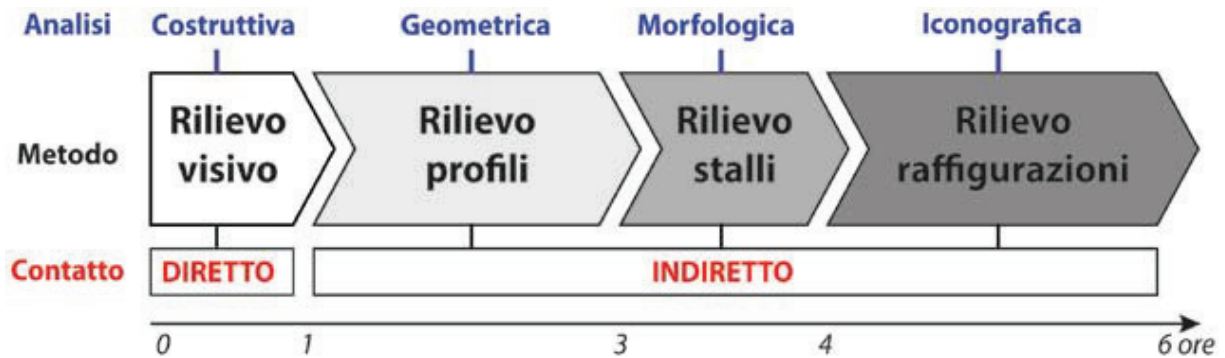 Analisi Costruttiva Geometrica Morfologica Iconografica
Metodo
Rilievo visivo
Rilievo profili
Rilievo stalli
Rilievo raffigurazioni
Contatto DIRETTO INDIRETTO
0 1 3 4 6 ore